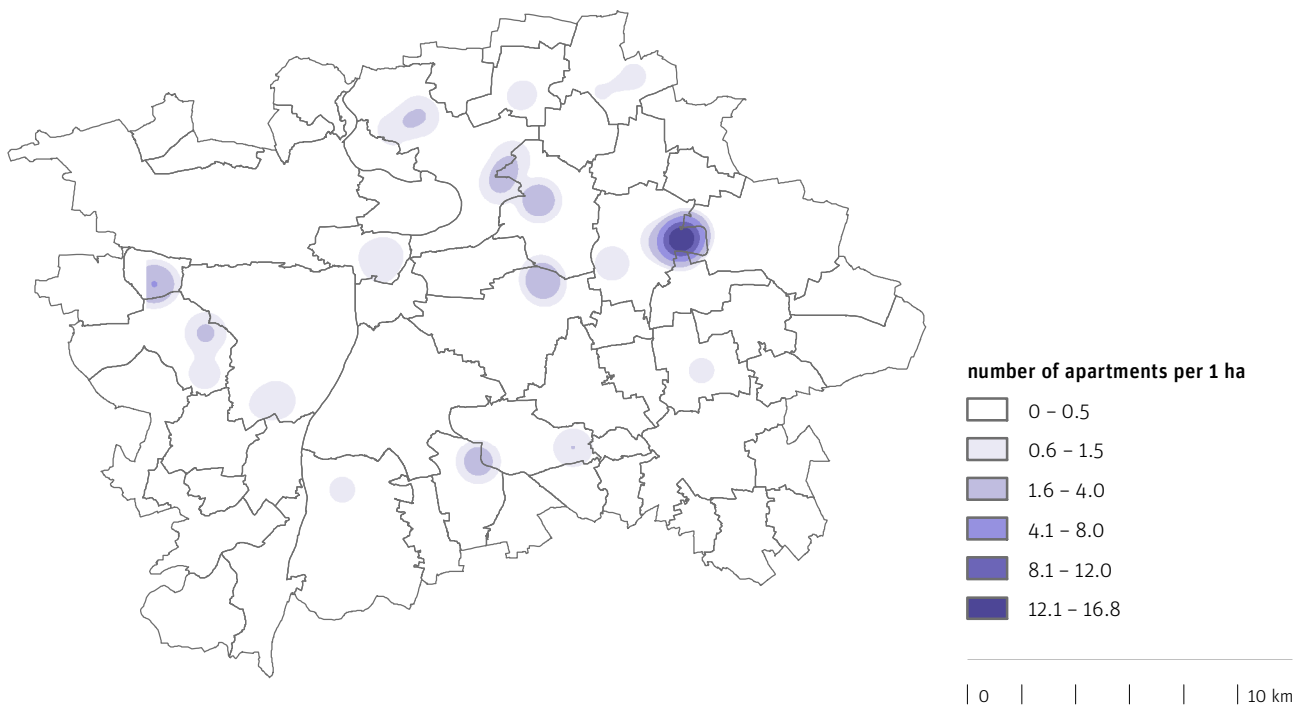 number of apartments per 1 ha
0 – 0.5
0.6 – 1.5
1.6 – 4.0
4.1 – 8.0
8.1 – 12.0
12.1 – 16.8
0 10 km